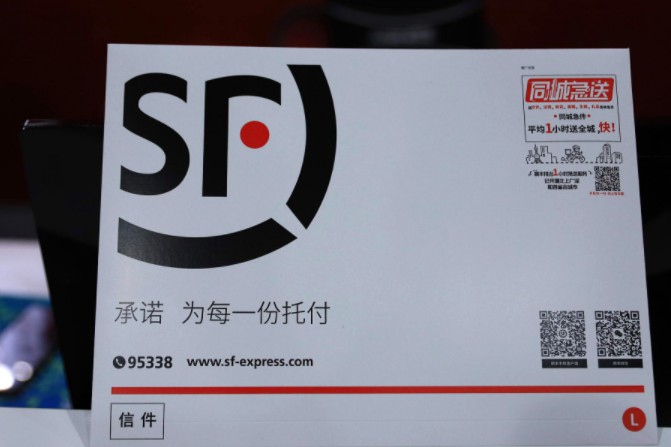 SF
同城急送
同城急件
平均1小时送全城,快!
承诺 为每一份托付
95338 www.sf-express.com
信件
L